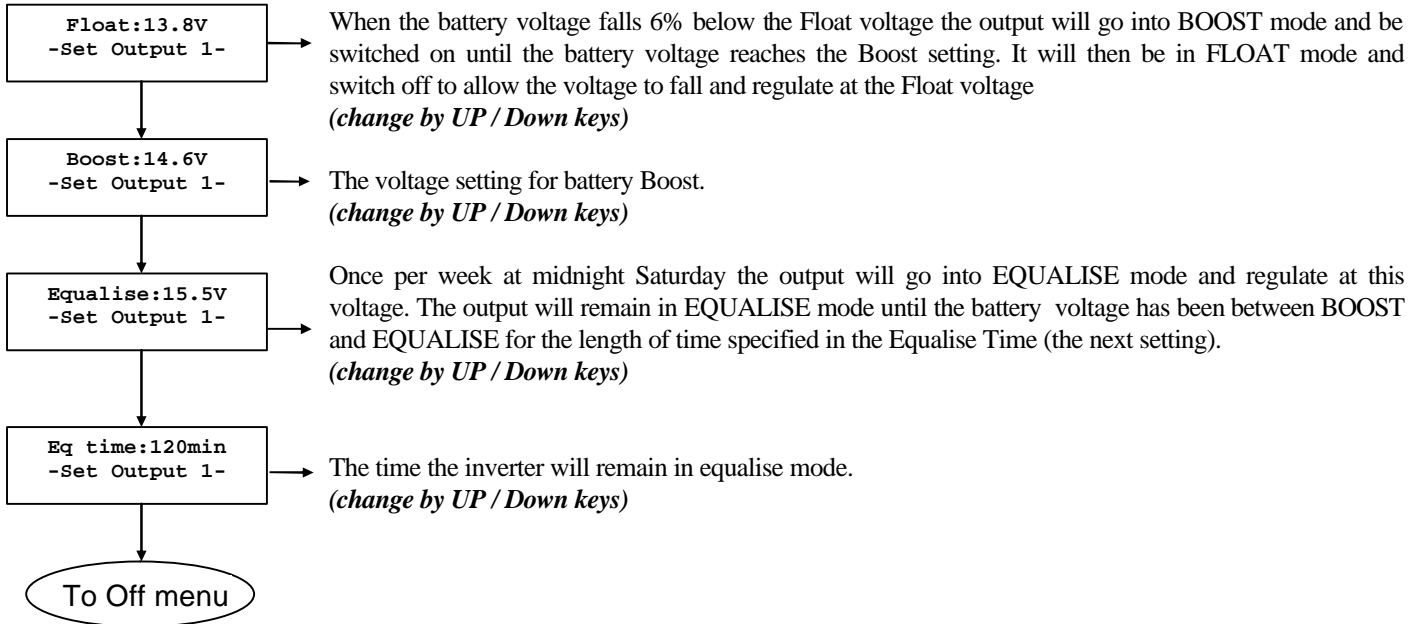 Float:13.8V
-Set Output 1-
When the battery voltage falls 6% below the Float voltage the output will go into BOOST mode and be
switched on until the battery voltage reaches the Boost setting. It will then be in FLOAT mode and
switch off to allow the voltage to fall and regulate at the Float voltage
(change by UP / Down keys)
Boost:14.6V
-Set Output 1-
The voltage setting for battery Boost.
(change by UP / Down keys)
Equalise:15.5V
-Set Output 1-
Once per week at midnight Saturday the output will go into EQUALISE mode and regulate at this
voltage. The output will remain in EQUALISE mode until the battery voltage has been between BOOST
and EQUALISE for the length of time specified in the Equalise Time (the next setting).
(change by UP / Down keys)
Eq time:120min
-Set Output 1-
The time the inverter will remain in equalise mode.
(change by UP / Down keys)
To Off menu